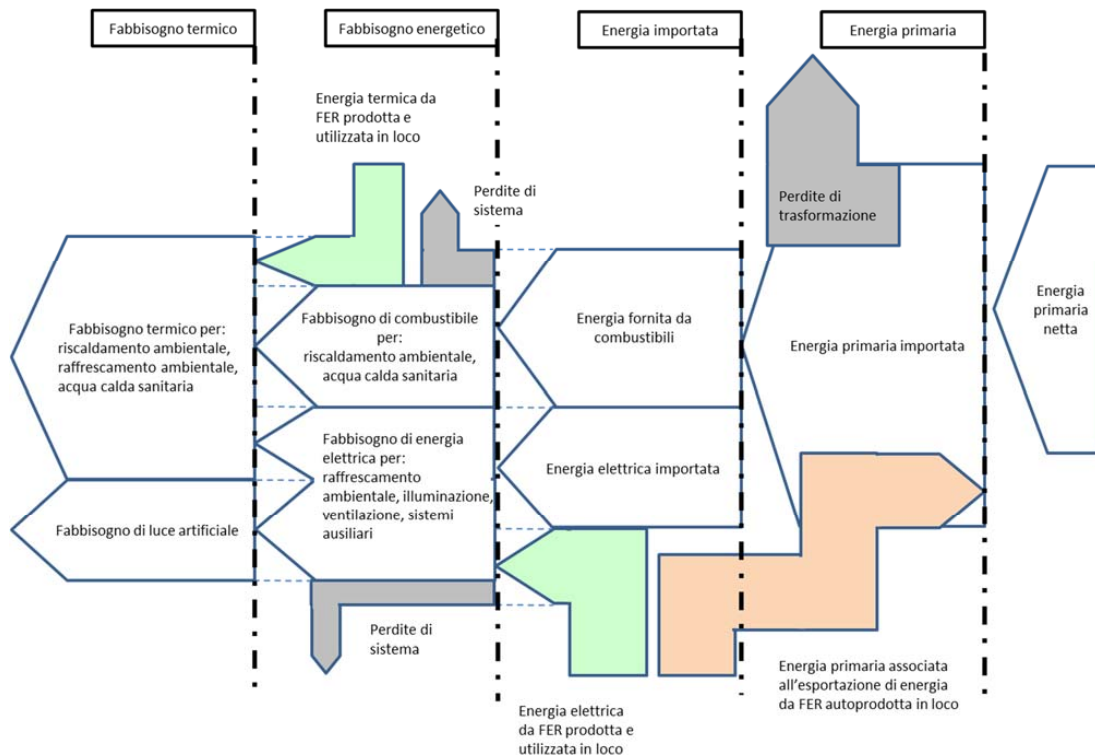 Fabbisogno termico
Fabbisogno energetico
Energia importata
Energia primaria
Energia termica da
FER prodotta e
utilizzata in loco
Perdite di
sistema
Perdite di
trasformazione
Fabbisogno termico per:
riscaldamento ambientale,
raffrescamento ambientale,
acqua calda sanitaria
Fabbisogno di combustibile
per:
riscaldamento ambientale,
acqua calda sanitaria
Energia fornita da
combustibili
Energia primaria importata
Energia
primaria
netta
Fabbisogno di energia
elettrica per:
raffrescamento
ambientale, illuminazione,
ventilazione, sistemi
ausiliari
Energia elettrica importata
Fabbisogno di luce artificiale
Perdite di
sistema
Energia elettrica
da FER prodotta e
utilizzata in loco
Energia primaria associata
all'esportazione di energia
da FER autoprodotta in loco